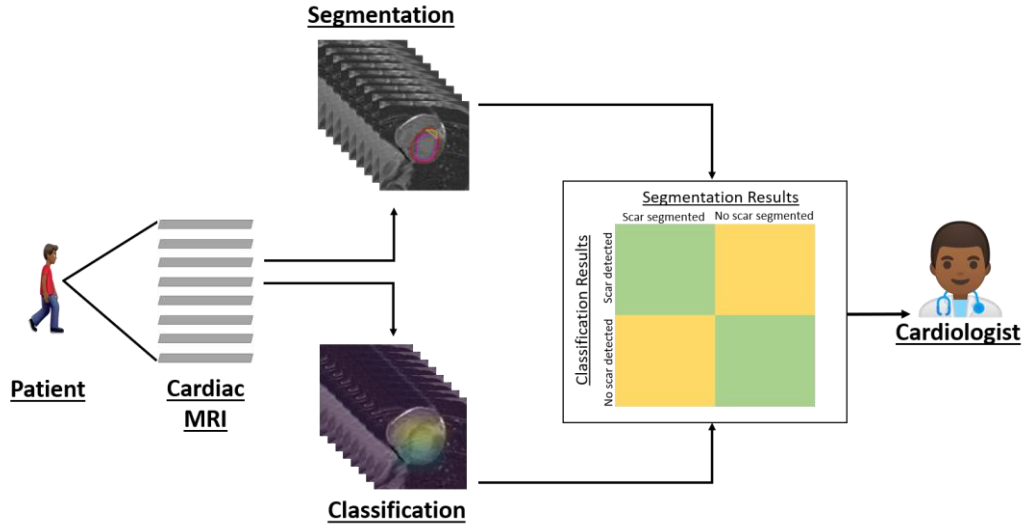 Segmentation
Segmentation Results
Scar segmented
No scar segmented
Classification Results
Scar detected
No scar detected
Patient
Cardiac
MRI
Cardiologist
Classification